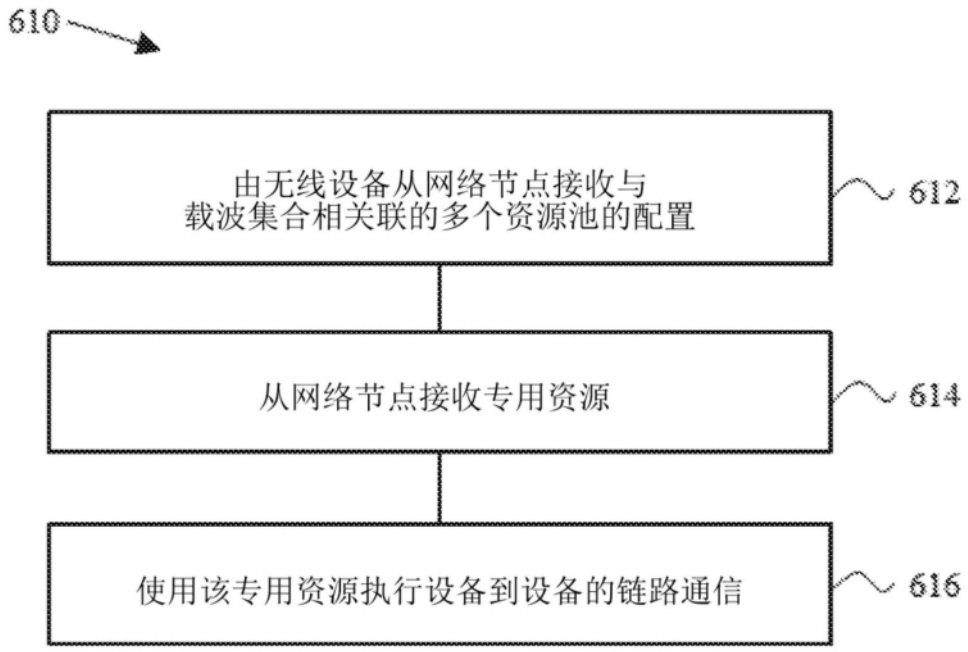 610
由无线设备从网络节点接收与
载波集合相关联的多个资源池的配置
612
从网络节点接收专用资源
614
使用该专用资源执行设备到设备的链路通信
616